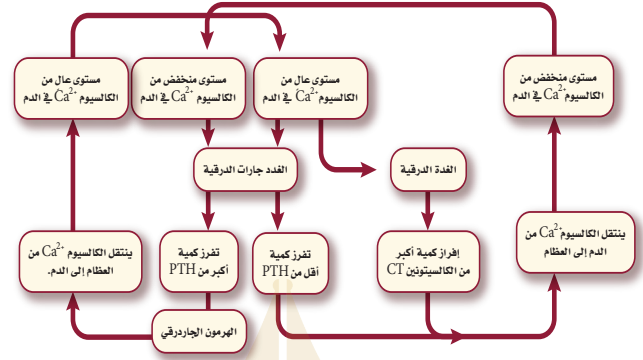 مستوى منخفض من
الكالسيوم Ca²⁺ في الدم
مستوى عال من
الكالسيوم Ca²⁺ في الدم
مستوى منخفض من
الكالسيوم Ca²⁺ في الدم
مستوى عال من
الكالسيوم Ca²⁺ في الدم
الغدة الدرقية
الغدد جارات الدرقية
ينتقل الكالسيوم Ca²⁺ من
الدم إلى العظام
إفراز كمية أكبر
من الكالسيتونين CT
تفرز كمية
أقل من PTH
تفرز كمية
أكبر من PTH
ينتقل الكالسيوم Ca²⁺ من
العظام إلى الدم.
الهرمون الجاردرقي